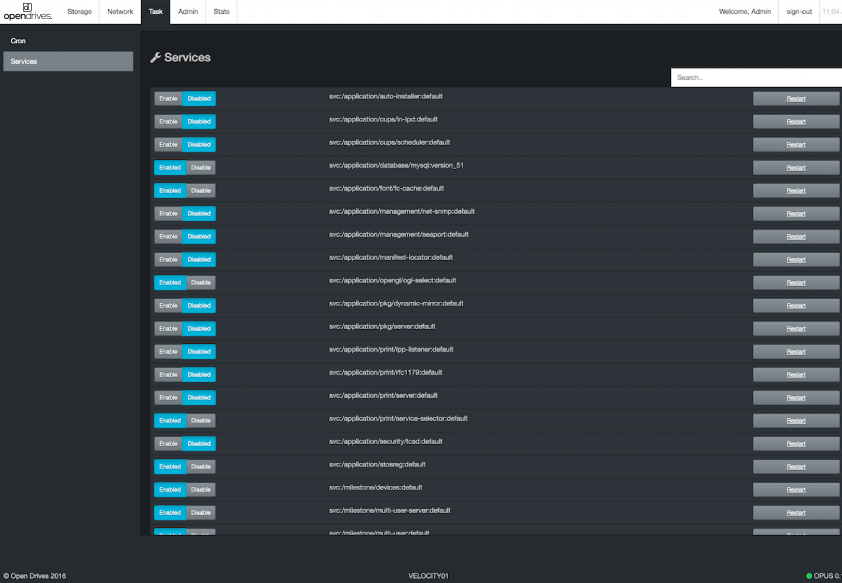 opendrives. Storage Network Task Admin Stats Welcome, Admin sign-out 11:04
Cron
Services
Services
Search..
Enable Disabled svc:/application/auto-installer:default Restart
Enable Disabled svc:/application/cups/in-lpd:default Restart
Enable Disabled svc:/application/cups/scheduler:default Restart
Enabled Disable svc:/application/database/mysql:version_51 Restart
Enabled Disable svc:/application/font/fc-cache:default Restart
Enable Disabled svc:/application/management/net-snmp:default Restart
Enable Disabled svc:/application/management/seaport:default Restart
Enable Disabled svc:/application/manifest-locator:default Restart
Enabled Disable svc:/application/opengl/ogl-select:default Restart
Enable Disabled svc:/application/pkg/dynamic-mirror:default Restart
Enable Disabled svc:/application/pkg/server:default Restart
Enable Disabled svc:/application/print/ipp-listener:default Restart
Enable Disabled svc:/application/print/rfc1179:default Restart
Enable Disabled svc:/application/print/server:default Restart
Enabled Disable svc:/application/print/service-selector:default Restart
Enable Disabled svc:/application/security/tcsd:default Restart
Enabled Disable svc:/application/stosreg:default Restart
Enabled Disable svc:/milestone/devices:default Restart
Enabled Disable svc:/milestone/multi-user-server:default Restart
Enabled Disable svc:/milestone/multi-user:default Restart
© Open Drives 2016 VELOCITY01 OPUS 0.